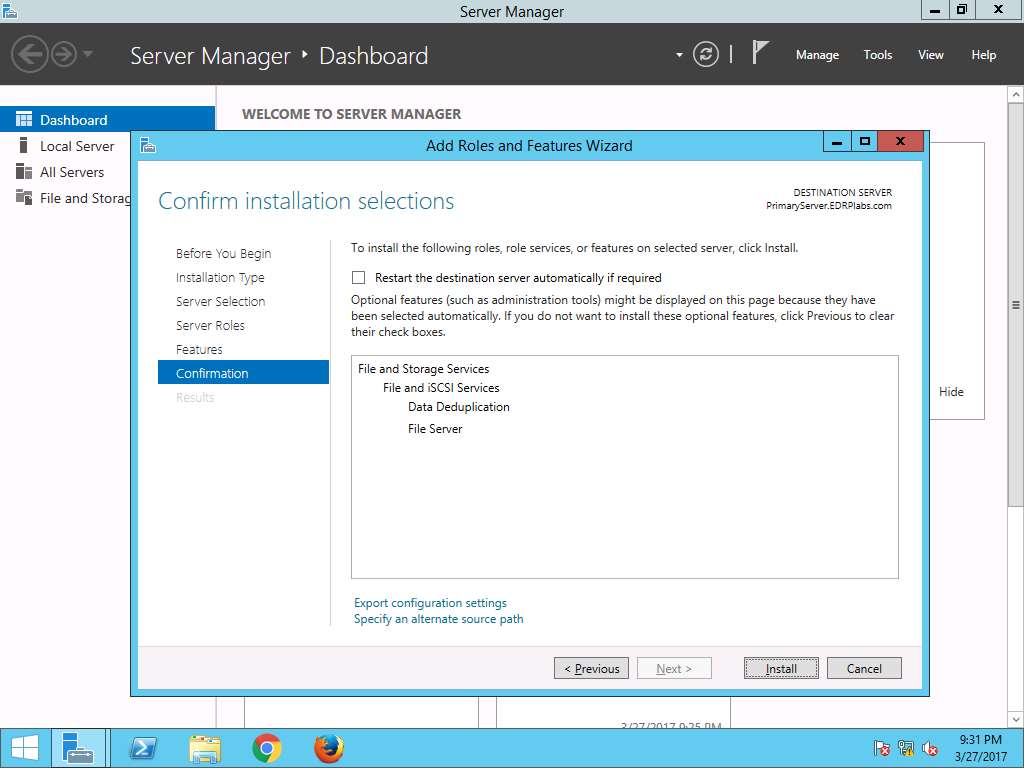 Server Manager
Server Manager ‣ Dashboard
Manage
Tools
View
Help
Dashboard
Local Server
All Servers
File and Storag
WELCOME TO SERVER MANAGER
Hide
Add Roles and Features Wizard
Confirm installation selections
DESTINATION SERVER
PrimaryServer.EDRPlabs.com
Before You Begin
Installation Type
Server Selection
Server Roles
Features
Confirmation
Results
To install the following roles, role services, or features on selected server, click Install.
Restart the destination server automatically if required
Optional features (such as administration tools) might be displayed on this page because they have
been selected automatically. If you do not want to install these optional features, click Previous to clear
their check boxes.
File and Storage Services
File and iSCSI Services
Data Deduplication
File Server
Export configuration settings
Specify an alternate source path
< Previous
Next >
Install
Cancel
3/27/2017 9:25 PM
9:31 PM
3/27/2017